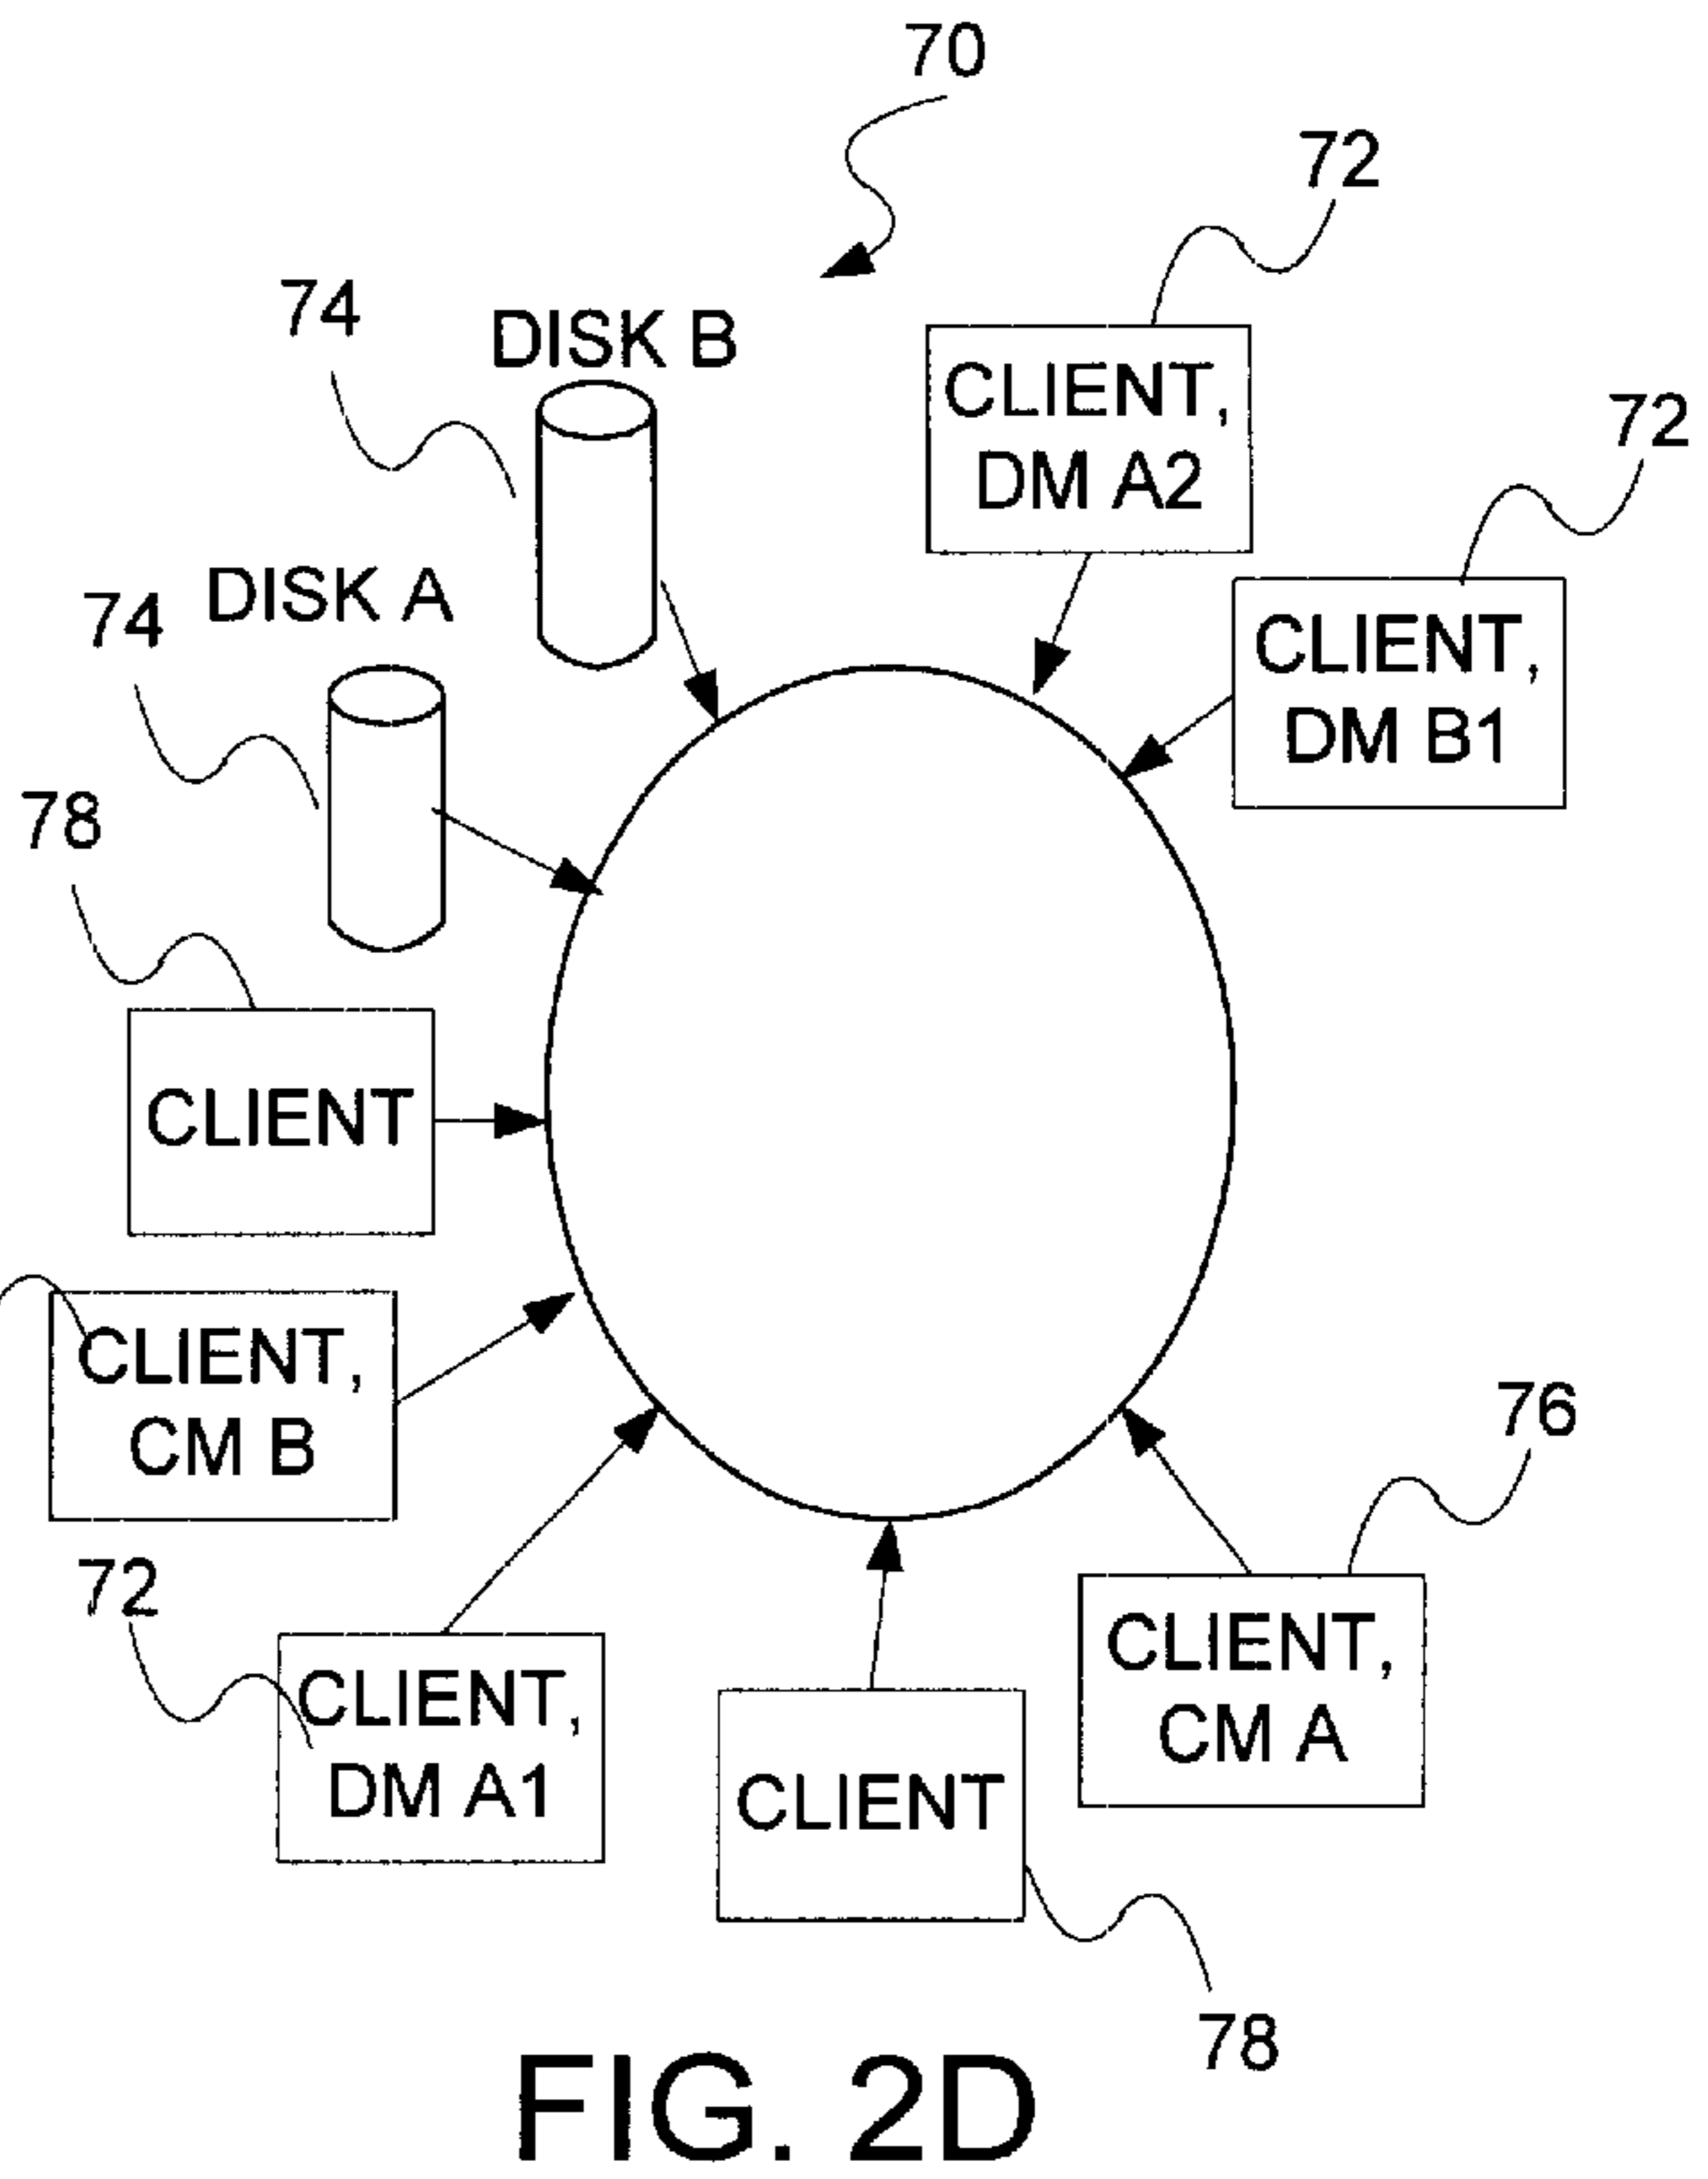 70
72
74
DISK B
CLIENT,
DM A2
72
74
DISK A
CLIENT,
DM B1
78
CLIENT
CLIENT,
CM B
76
72
CLIENT,
DM A1
CLIENT
CLIENT,
CM A
78
FIG. 2D